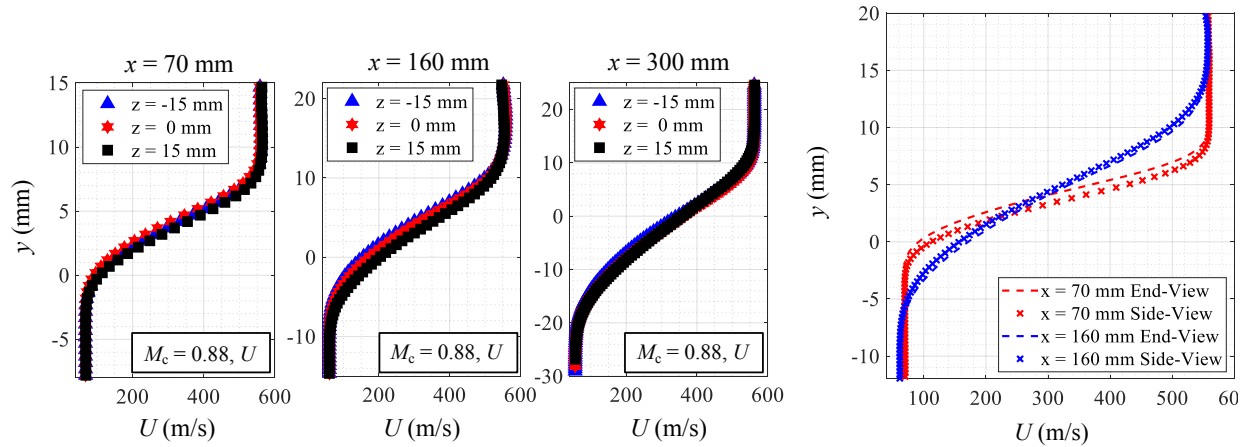 x = 70 mm
15
10
5
0
-5
y (mm)
z = -15 mm
z = 0 mm
z = 15 mm
M_c = 0.88, U
200 400 600
U (m/s)
x = 160 mm
20
10
0
-10
z = -15 mm
z = 0 mm
z = 15 mm
M_c = 0.88, U
200 400 600
U (m/s)
x = 300 mm
20
10
0
-10
-20
-30
z = -15 mm
z = 0 mm
z = 15 mm
M_c = 0.88, U
200 400 600
U (m/s)
20
15
10
5
0
-5
-10
y (mm)
x = 70 mm End-View
x = 70 mm Side-View
x = 160 mm End-View
x = 160 mm Side-View
100 200 300 400 500 600
U (m/s)